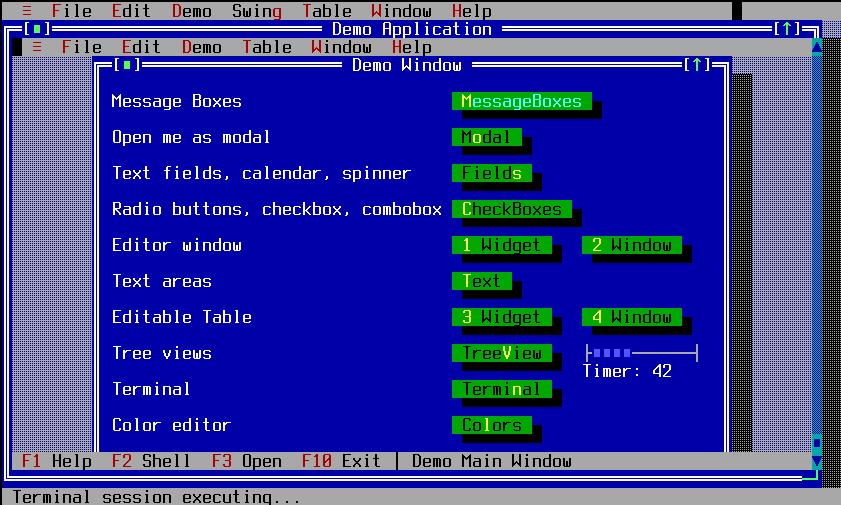 ≡ File Edit Demo Swing Table Window Help
[■] Demo Application [↑]
≡ File Edit Demo Table Window Help
[■] Demo Window [↑]
Message Boxes MessageBoxes
Open me as modal Modal
Text fields, calendar, spinner Fields
Radio buttons, checkbox, combobox CheckBoxes
Editor window 1 Widget 2 Window
Text areas Text
Editable Table 3 Widget 4 Window
Tree views TreeView
Timer: 42
Terminal Terminal
Color editor Colors
F1 Help F2 Shell F3 Open F10 Exit │ Demo Main Window
Terminal session executing...